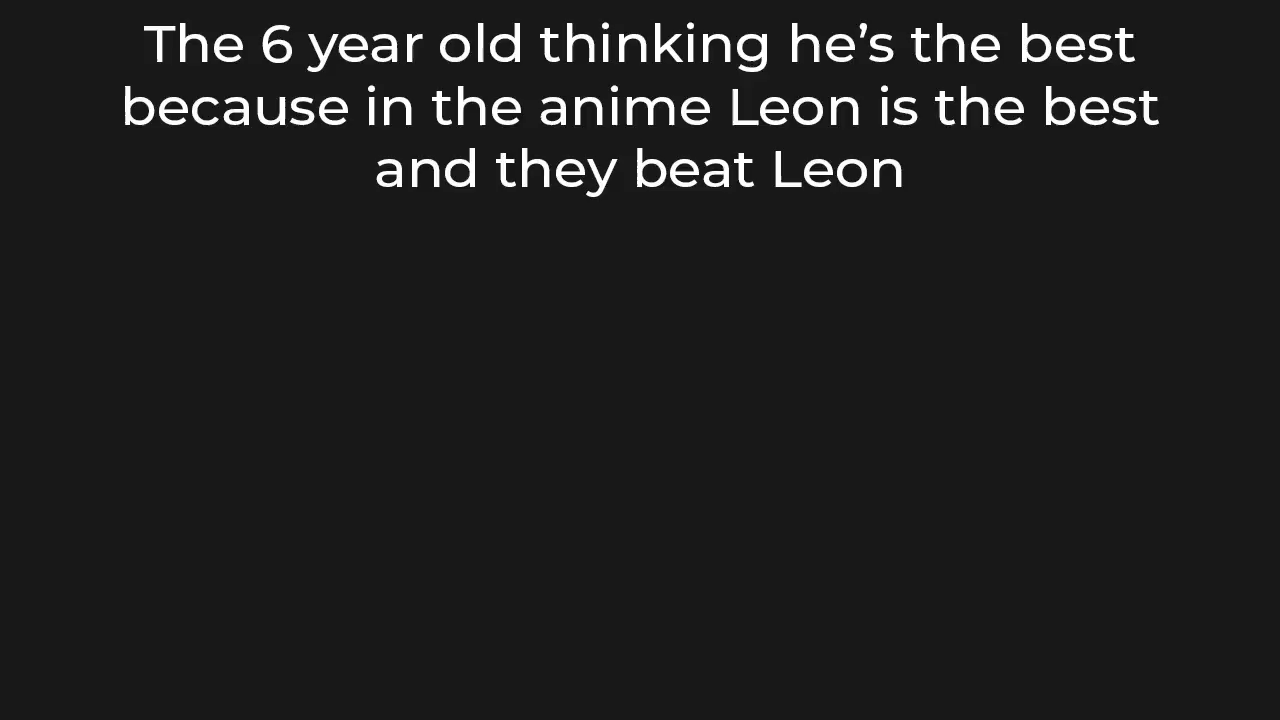 The 6 year old thinking he’s the best
because in the anime Leon is the best
and they beat Leon